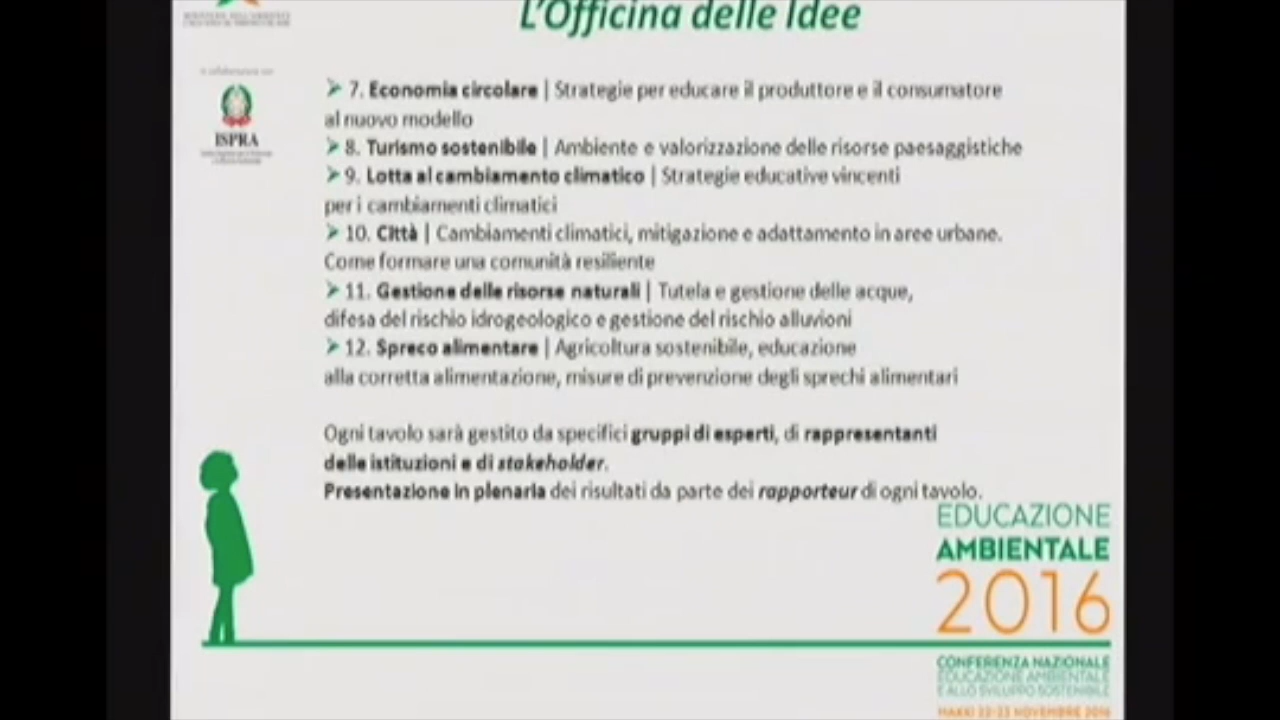 L'Officina delle Idee
in collaborazione con
ISPRA
➤ 7. Economia circolare | Strategie per educare il produttore e il consumatore
al nuovo modello
➤ 8. Turismo sostenibile | Ambiente e valorizzazione delle risorse paesaggistiche
➤ 9. Lotta al cambiamento climatico | Strategie educative vincenti
per i cambiamenti climatici
➤ 10. Città | Cambiamenti climatici, mitigazione e adattamento in aree urbane.
Come formare una comunità resiliente
➤ 11. Gestione delle risorse naturali | Tutela e gestione delle acque,
difesa del rischio idrogeologico e gestione del rischio alluvioni
➤ 12. Spreco alimentare | Agricoltura sostenibile, educazione
alla corretta alimentazione, misure di prevenzione degli sprechi alimentari
Ogni tavolo sarà gestito da specifici gruppi di esperti, di rappresentanti
delle istituzioni e di stakeholder.
Presentazione in plenaria dei risultati da parte dei rapporteur di ogni tavolo.
EDUCAZIONE
AMBIENTALE
2016
CONFERENZA NAZIONALE
EDUCAZIONE AMBIENTALE
E ALLO SVILUPPO SOSTENIBILE
NOVEMBRE 2016